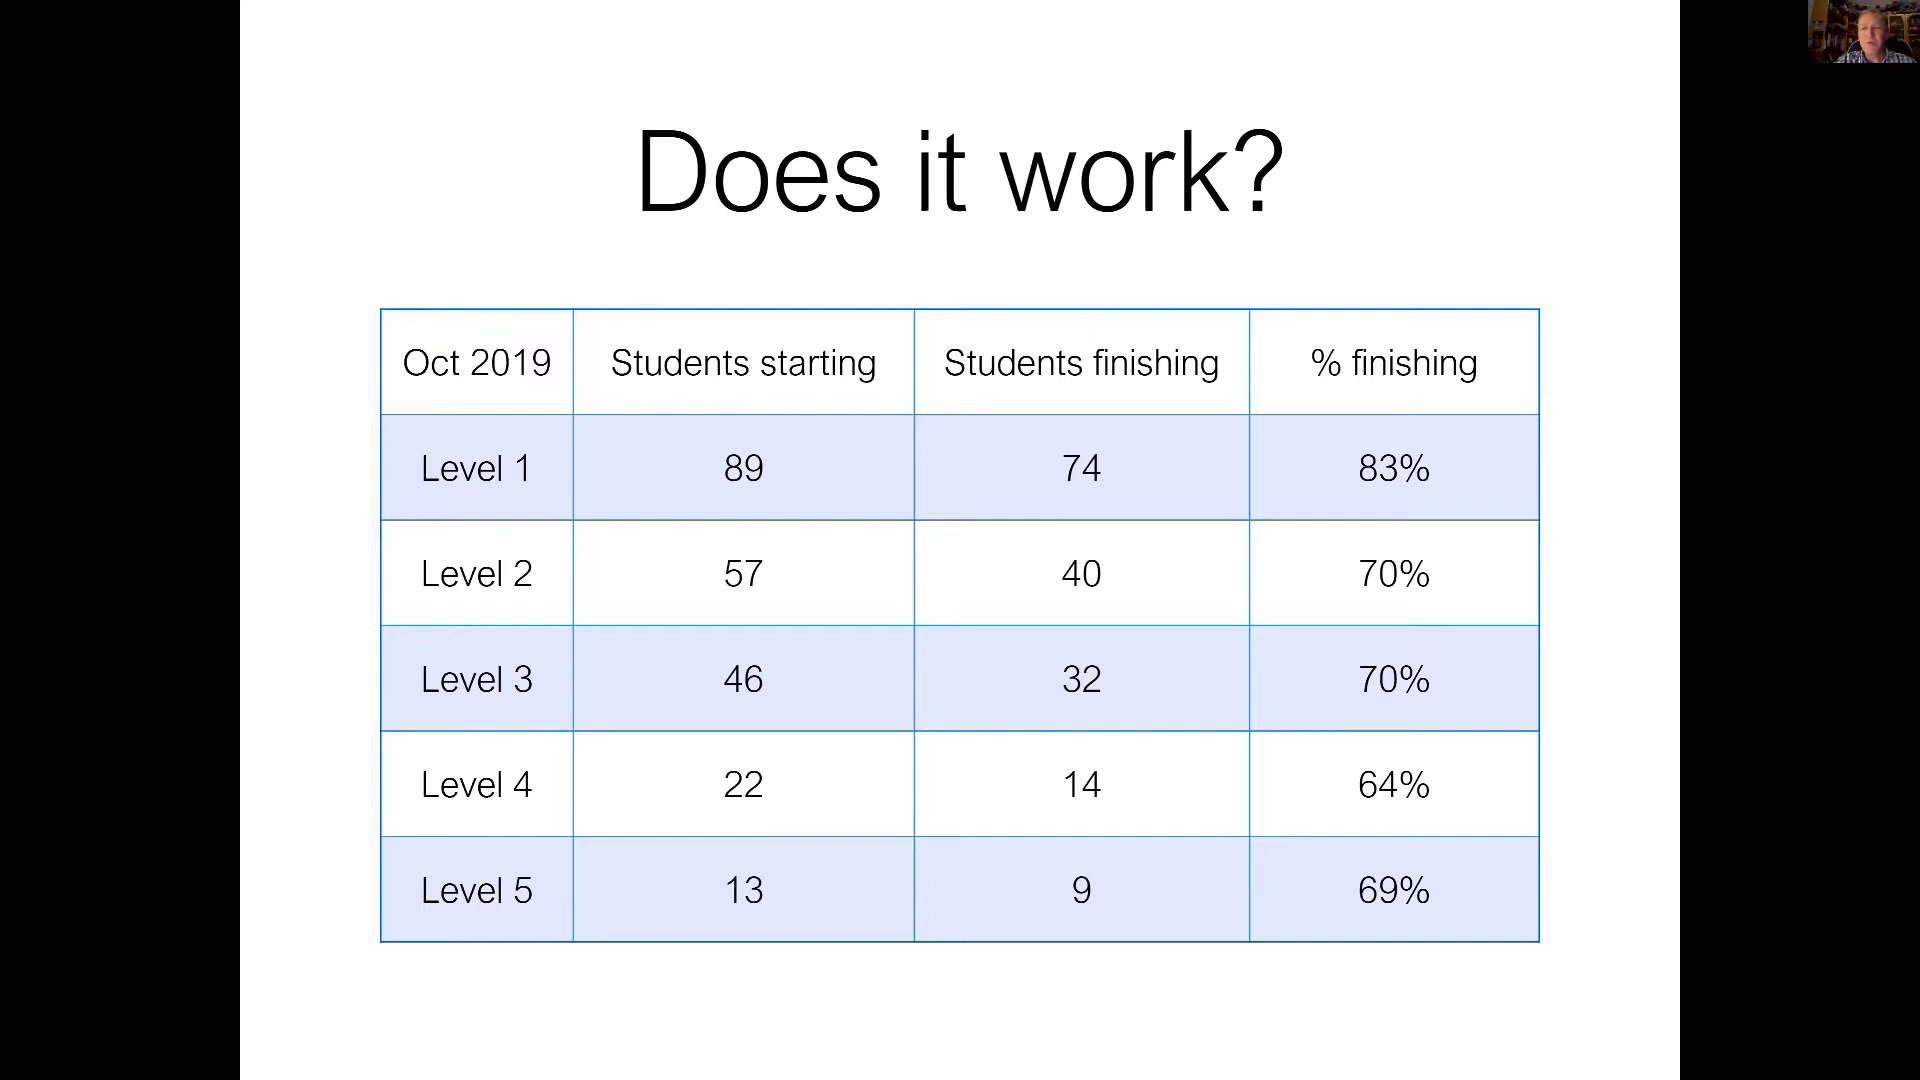 Does it work?
Oct 2019 Students starting Students finishing % finishing
Level 1 89 74 83%
Level 2 57 40 70%
Level 3 46 32 70%
Level 4 22 14 64%
Level 5 13 9 69%